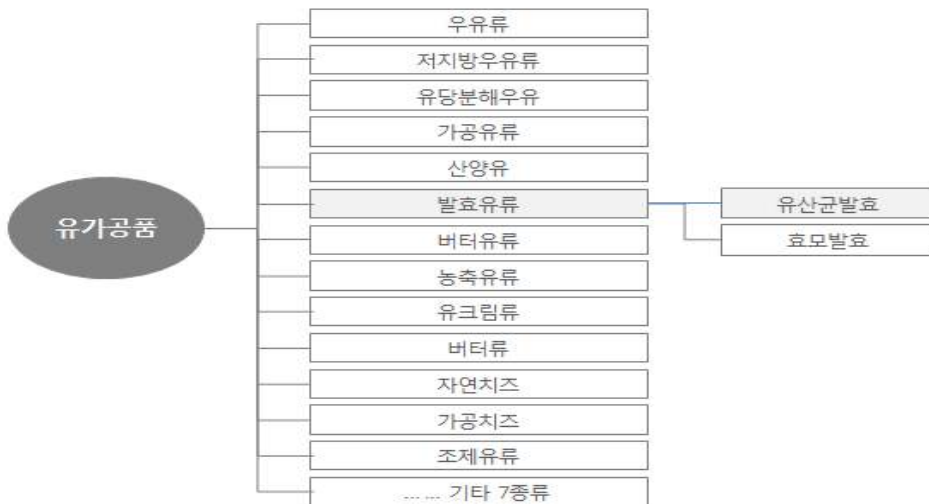 유가공품
우유류
저지방우유류
유당분해우유
가공유류
산양유
발효유류
버터유류
농축유류
유크림류
버터류
자연치즈
가공치즈
조제유류
... ... 기타 7종류
유산균발효
효모발효